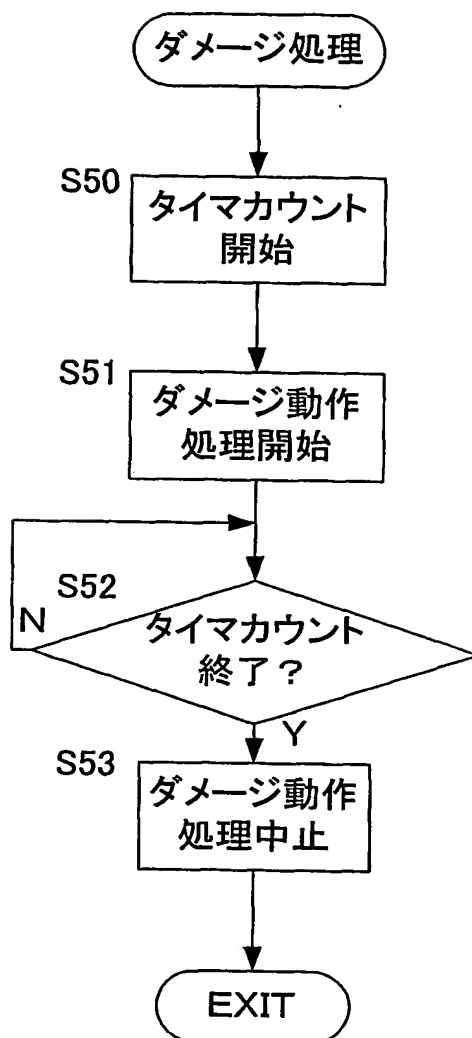 ダメージ処理
S50
タイマカウント
開始
S51
ダメージ動作
処理開始
S52
N
タイマカウント
終了?
Y
S53
ダメージ動作
処理中止
EXIT